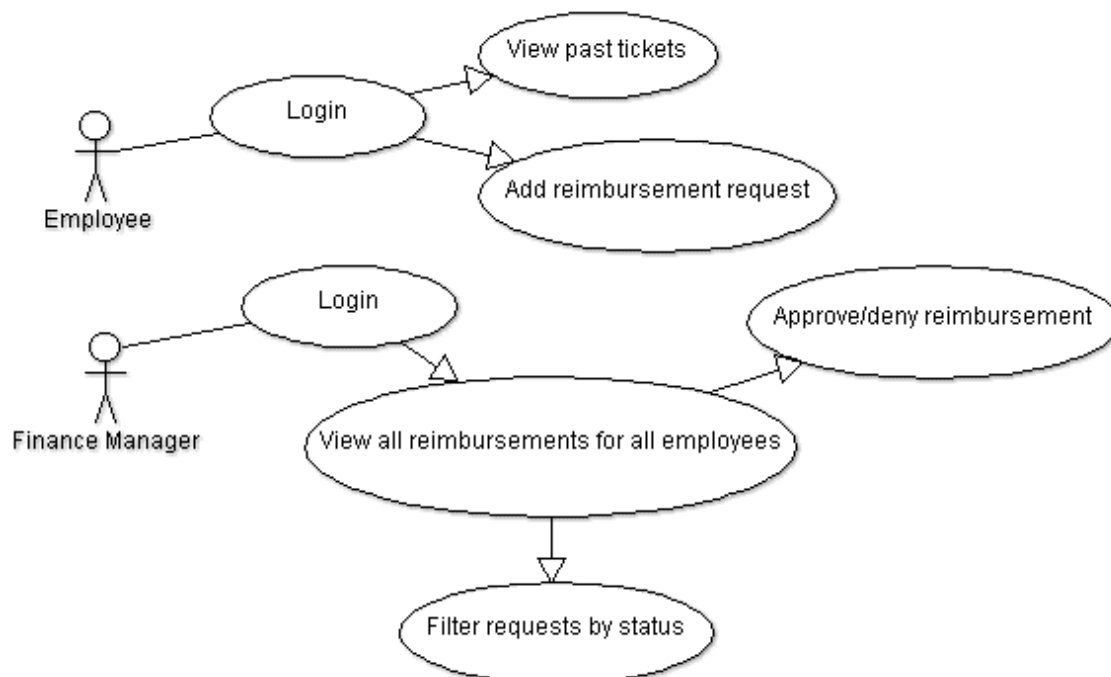 View past tickets
Login
Employee
Add reimbursement request
Login
Approve/deny reimbursement
Finance Manager
View all reimbursements for all employees
Filter requests by status